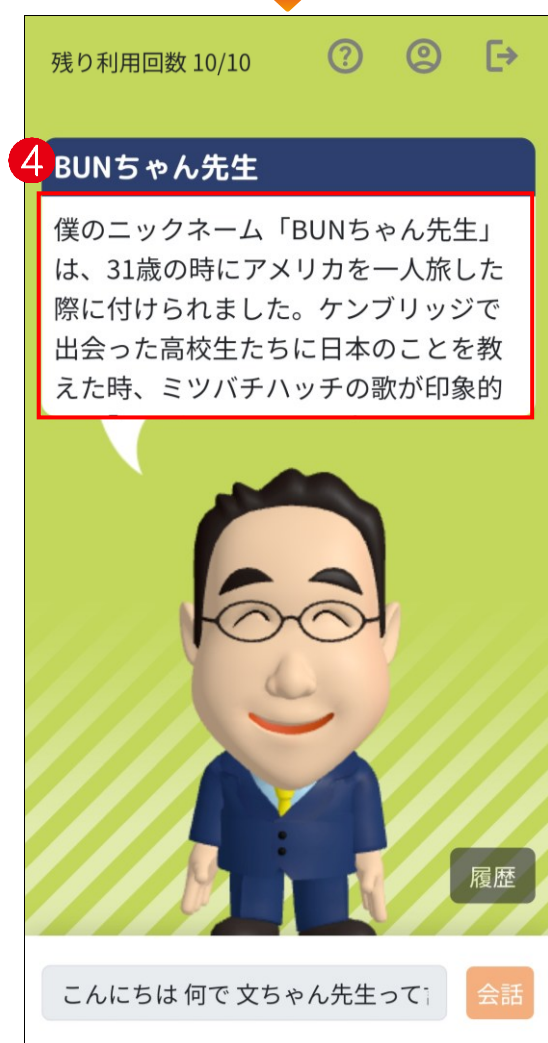 残り利用回数 10/10
4
BUNちゃん先生
僕のニックネーム「BUNちゃん先生」
は、31歳の時にアメリカを一人旅した
際に付けられました。ケンブリッジで
出会った高校生たちに日本のことを教
えた時、ミツバチハッチの歌が印象的
履歴
こんにちは 何で 文ちゃん先生って
会話